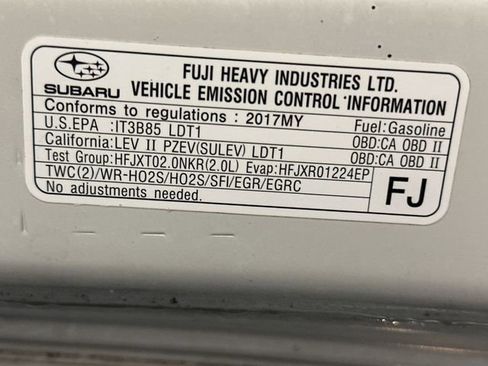 SUBARU
FUJI HEAVY INDUSTRIES LTD.
VEHICLE EMISSION CONTROL INFORMATION
Conforms to regulations : 2017MY Fuel:Gasoline
U.S.EPA :IT3B85 LDT1 OBD:CA OBD II
California:LEV II PZEV(SULEV) LDT1 OBD:CA OBD II
Test Group:HFJXT02.0NKR(2.0L) Evap:HFJXR01224EP
TWC(2)/WR-HO2S/HO2S/SFI/EGR/EGRC
No adjustments needed.
FJ